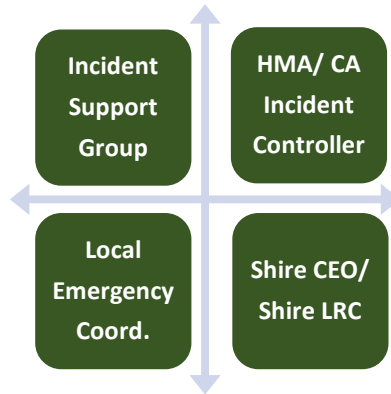 Incident
Support
Group
HMA/ CA
Incident
Controller
Local
Emergency
Coord.
Shire CEO/
Shire LRC